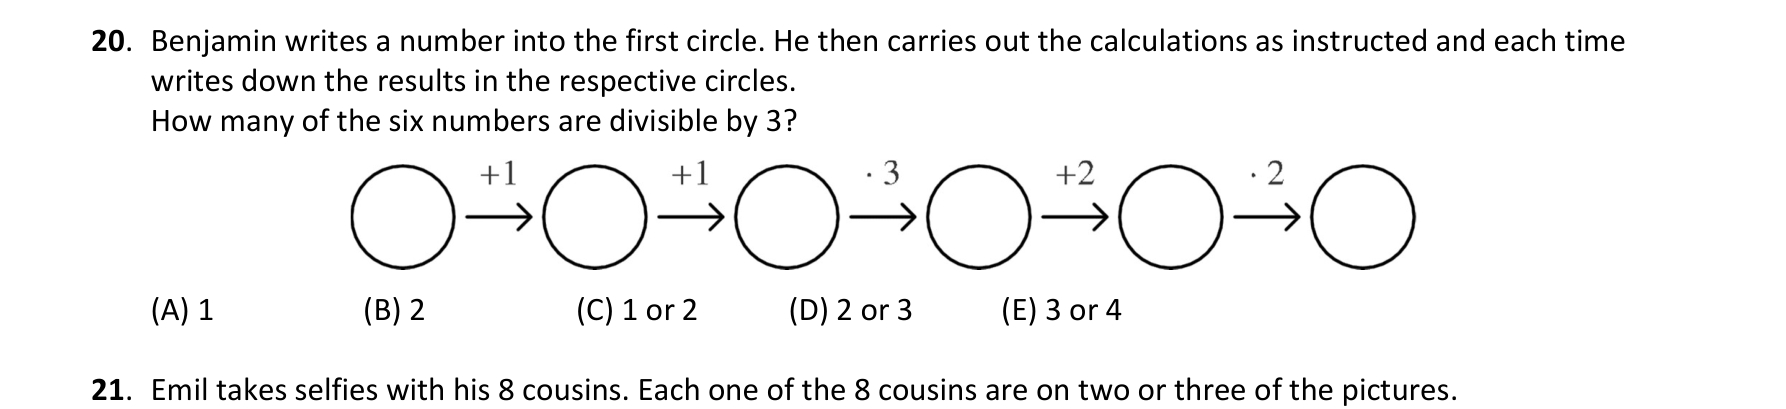 20. Benjamin writes a number into the first circle. He then carries out the calculations as instructed and each time
writes down the results in the respective circles.
How many of the six numbers are divisible by 3?
+1 +1 · 3 +2 · 2
(A) 1 (B) 2 (C) 1 or 2 (D) 2 or 3 (E) 3 or 4
21. Emil takes selfies with his 8 cousins. Each one of the 8 cousins are on two or three of the pictures.